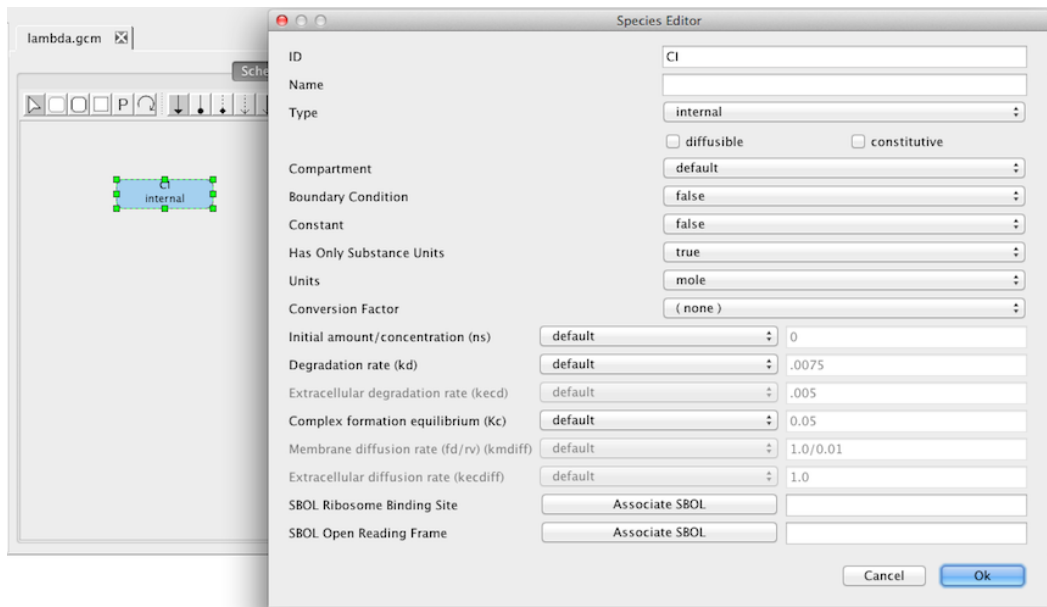 lambda.gcm
Sche
P
CI
internal
Species Editor
ID CI
Name
Type internal
diffusible constitutive
Compartment default
Boundary Condition false
Constant false
Has Only Substance Units true
Units mole
Conversion Factor ( none )
Initial amount/concentration (ns) default 0
Degradation rate (kd) default .0075
Extracellular degradation rate (kecd) default .005
Complex formation equilibrium (Kc) default 0.05
Membrane diffusion rate (fd/rv) (kmdiff) default 1.0/0.01
Extracellular diffusion rate (kecdiff) default 1.0
SBOL Ribosome Binding Site Associate SBOL
SBOL Open Reading Frame Associate SBOL
Cancel Ok